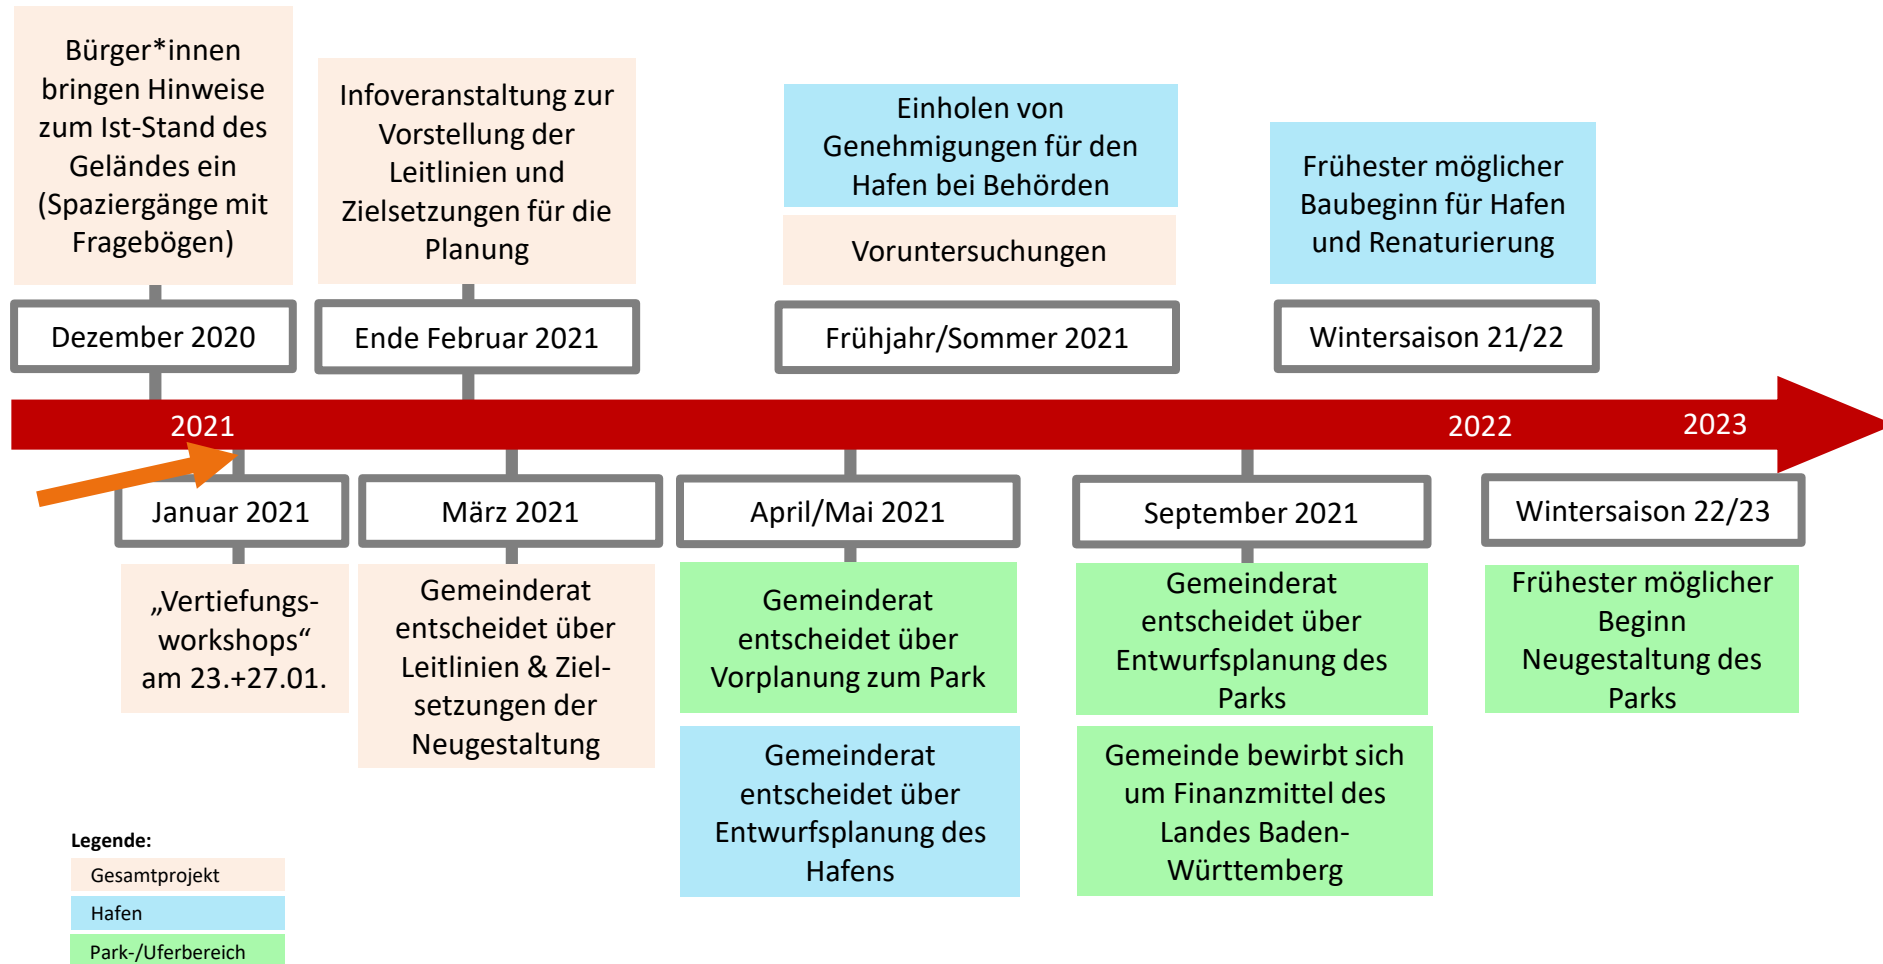 Bürger*innen
bringen Hinweise
zum Ist-Stand des
Geländes ein
(Spaziergänge mit
Fragebögen)
Dezember 2020
Infoveranstaltung zur
Vorstellung der
Leitlinien und
Zielsetzungen für die
Planung
Ende Februar 2021
Einholen von
Genehmigungen für den
Hafen bei Behörden
Voruntersuchungen
Frühjahr/Sommer 2021
Frühester möglicher
Baubeginn für Hafen
und Renaturierung
Wintersaison 21/22
2021
2022
2023
Januar 2021
„Vertiefungs-
workshops“
am 23.+27.01.
März 2021
Gemeinderat
entscheidet über
Leitlinien & Ziel-
setzungen der
Neugestaltung
April/Mai 2021
Gemeinderat
entscheidet über
Vorplanung zum Park
Gemeinderat
entscheidet über
Entwurfsplanung des
Hafens
September 2021
Gemeinderat
entscheidet über
Entwurfsplanung des
Parks
Gemeinde bewirbt sich
um Finanzmittel des
Landes Baden-
Württemberg
Wintersaison 22/23
Frühester möglicher
Beginn
Neugestaltung des
Parks
Legende:
Gesamtprojekt
Hafen
Park-/Uferbereich